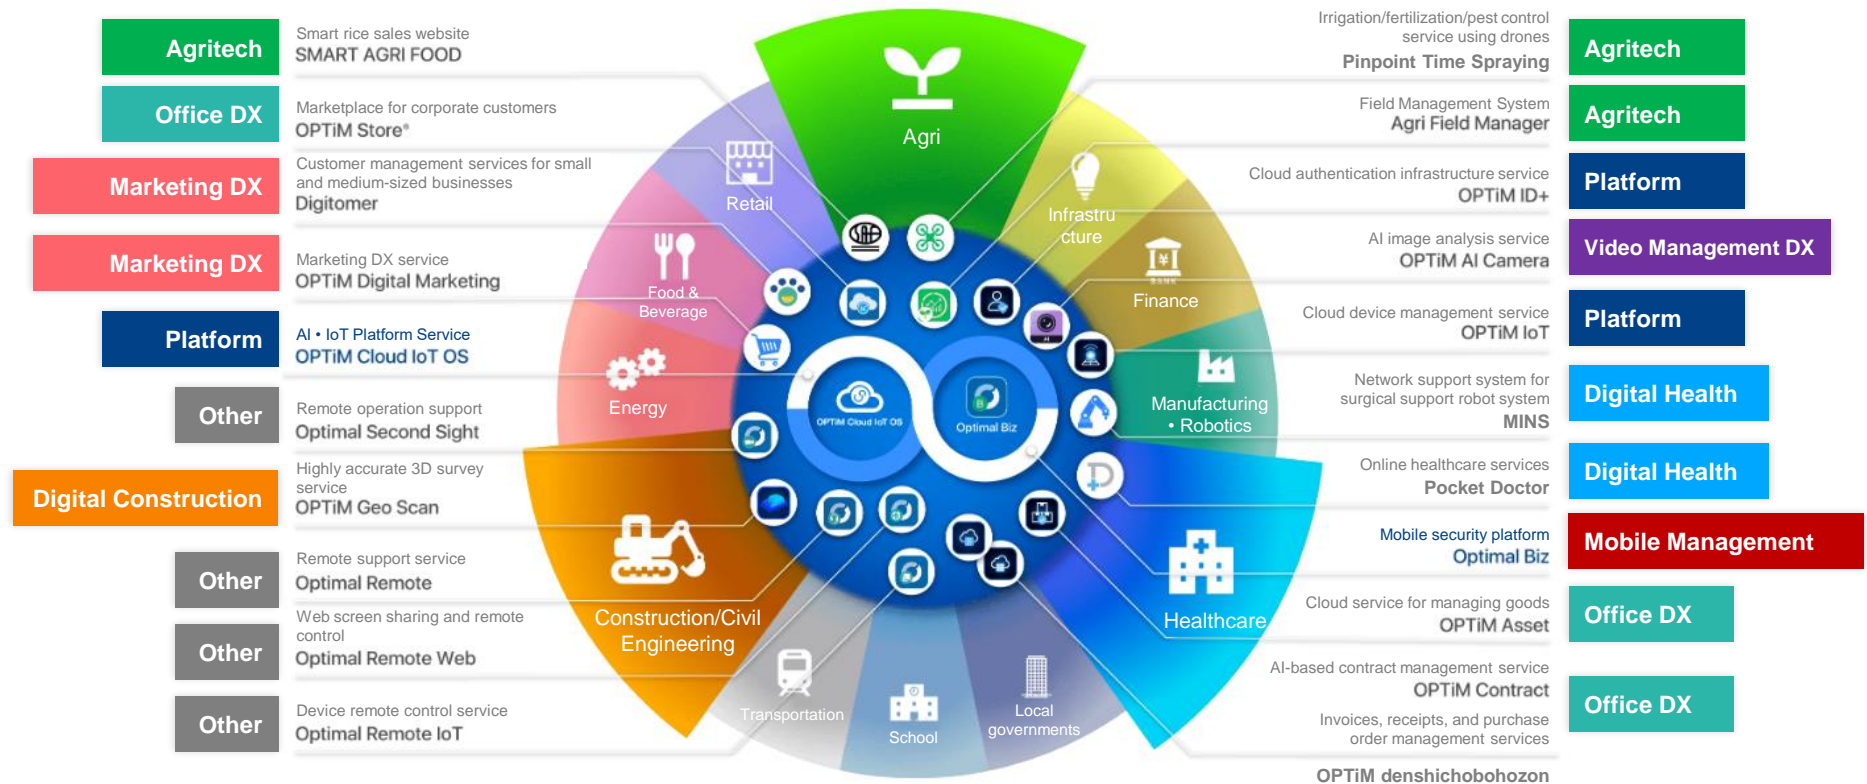 Agritech
Smart rice sales website
SMART AGRI FOOD
Office DX
Marketplace for corporate customers
OPTiM Store®
Marketing DX
Customer management services for small
and medium-sized businesses
Digitomer
Marketing DX
Marketing DX service
OPTiM Digital Marketing
Platform
AI • IoT Platform Service
OPTiM Cloud IoT OS
Other
Remote operation support
Optimal Second Sight
Digital Construction
Highly accurate 3D survey
service
OPTiM Geo Scan
Other
Remote support service
Optimal Remote
Other
Web screen sharing and remote
control
Optimal Remote Web
Other
Device remote control service
Optimal Remote IoT
Agri
Retail
Infrastru
cture
Food &
Beverage
Finance
BANK
Energy
Manufacturing
• Robotics
AI
OPTiM Cloud IoT OS
Optimal Biz
Construction/Civil
Engineering
Healthcare
Transportation
School
Local
governments
Irrigation/fertilization/pest control
service using drones
Pinpoint Time Spraying
Agritech
Field Management System
Agri Field Manager
Agritech
Cloud authentication infrastructure service
OPTiM ID+
Platform
AI image analysis service
OPTiM AI Camera
Video Management DX
Cloud device management service
OPTiM IoT
Platform
Network support system for
surgical support robot system
MINS
Digital Health
Online healthcare services
Pocket Doctor
Digital Health
Mobile security platform
Optimal Biz
Mobile Management
Cloud service for managing goods
OPTiM Asset
Office DX
AI-based contract management service
OPTiM Contract
Office DX
Invoices, receipts, and purchase
order management services
OPTiM denshichobohozon